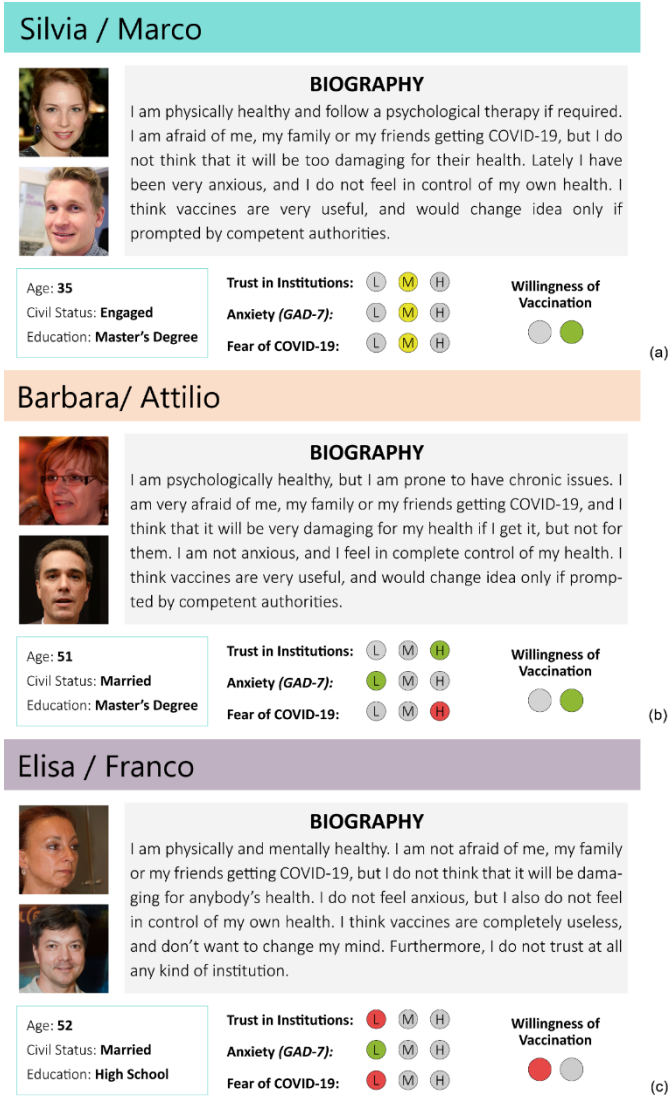 Silvia / Marco
BIOGRAPHY
I am physically healthy and follow a psychological therapy if required.
I am afraid of me, my family or my friends getting COVID-19, but I do
not think that it will be too damaging for their health. Lately I have
been very anxious, and I do not feel in control of my own health. I
think vaccines are very useful, and would change idea only if
prompted by competent authorities.
Age: 35
Civil Status: Engaged
Education: Master's Degree
Trust in Institutions: L M H
Anxiety (GAD-7): L M H
Fear of COVID-19: L M H
Willingness of
Vaccination
(a)
Barbara/ Attilio
BIOGRAPHY
I am psychologically healthy, but I am prone to have chronic issues. I
am very afraid of me, my family or my friends getting COVID-19, and I
think that it will be very damaging for my health if I get it, but not for
them. I am not anxious, and I feel in complete control of my health. I
think vaccines are very useful, and would change idea only if promp-
ted by competent authorities.
Age: 51
Civil Status: Married
Education: Master's Degree
Trust in Institutions: L M H
Anxiety (GAD-7): L M H
Fear of COVID-19: L M H
Willingness of
Vaccination
(b)
Elisa / Franco
BIOGRAPHY
I am physically and mentally healthy. I am not afraid of me, my family
or my friends getting COVID-19, but I do not think that it will be dama-
ging for anybody's health. I do not feel anxious, but I also do not feel
in control of my own health. I think vaccines are completely useless,
and don't want to change my mind. Furthermore, I do not trust at all
any kind of institution.
Age: 52
Civil Status: Married
Education: High School
Trust in Institutions: L M H
Anxiety (GAD-7): L M H
Fear of COVID-19: L M H
Willingness of
Vaccination
(c)